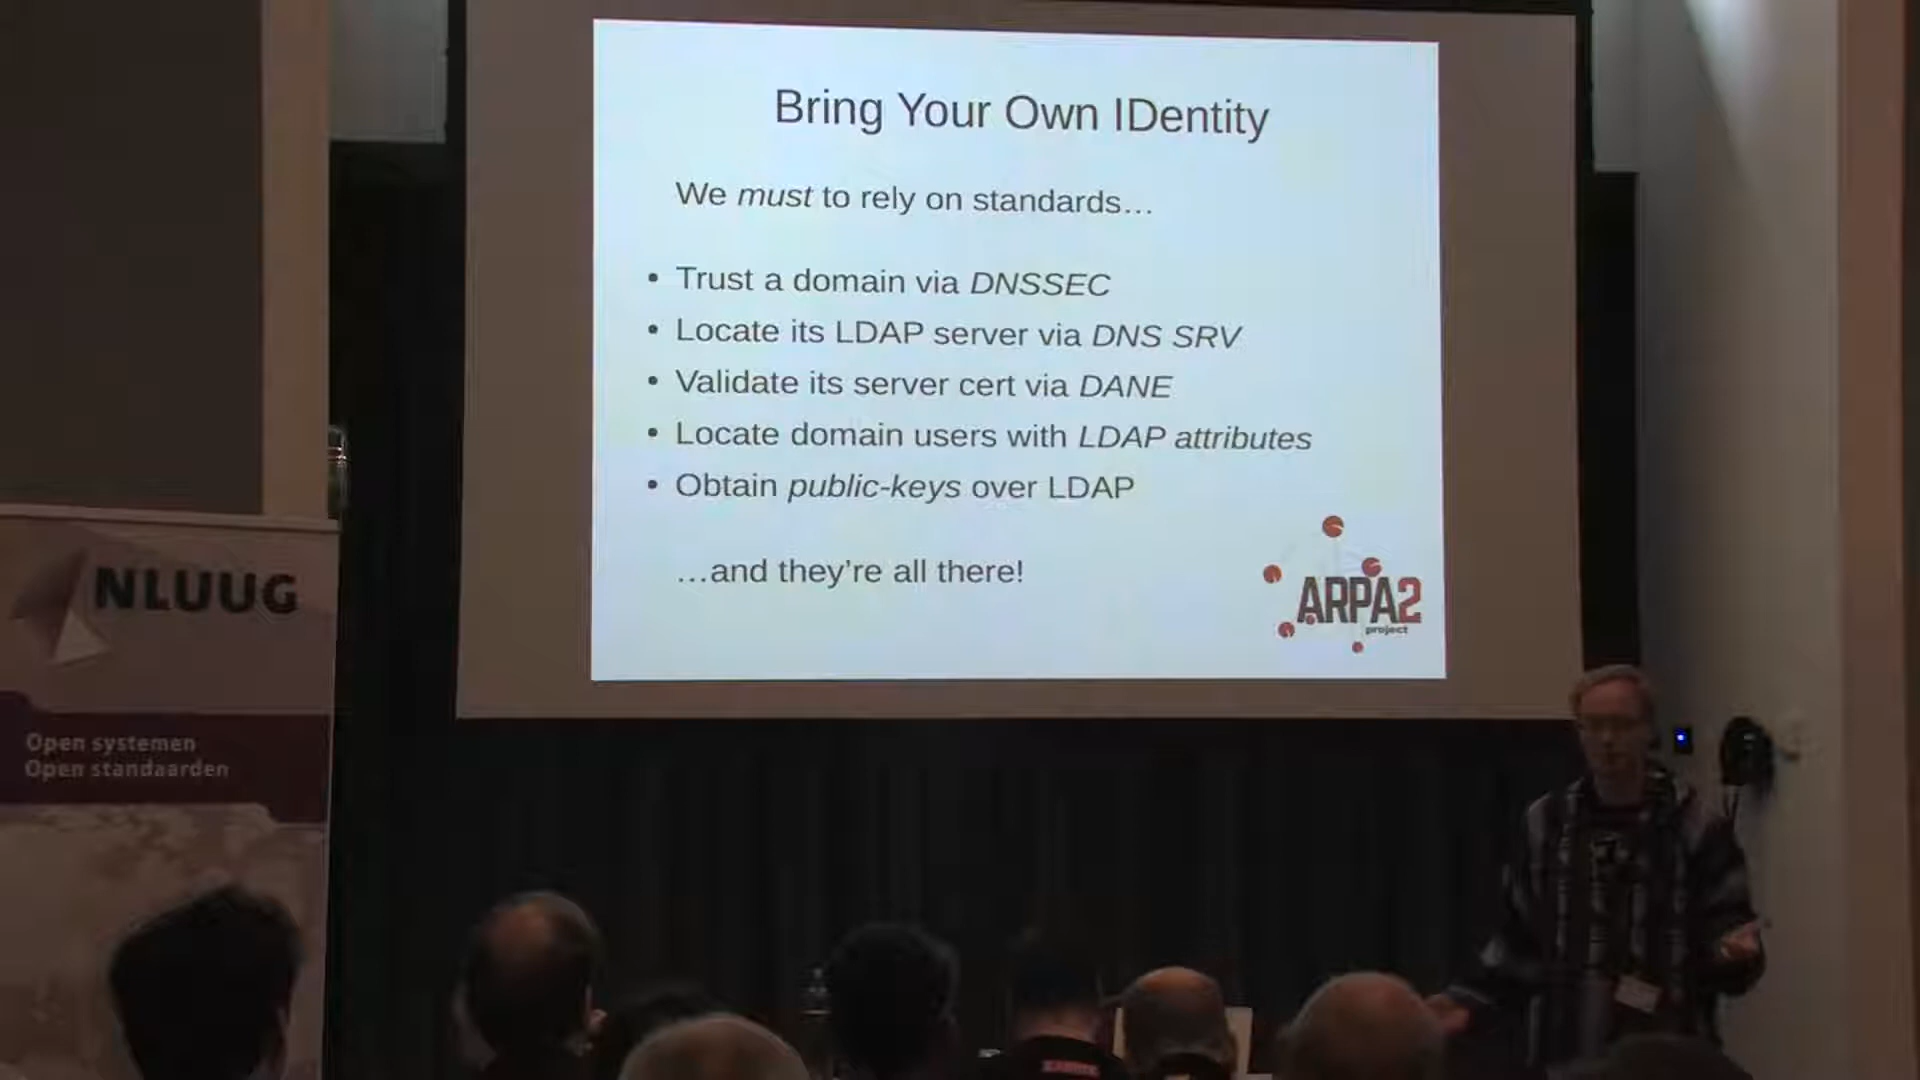 Bring Your Own IDentity
We must to rely on standards…
• Trust a domain via DNSSEC
• Locate its LDAP server via DNS SRV
• Validate its server cert via DANE
• Locate domain users with LDAP attributes
• Obtain public-keys over LDAP
…and they're all there!
ARPA2
project
NLUUG
Open systemen
Open standaarden